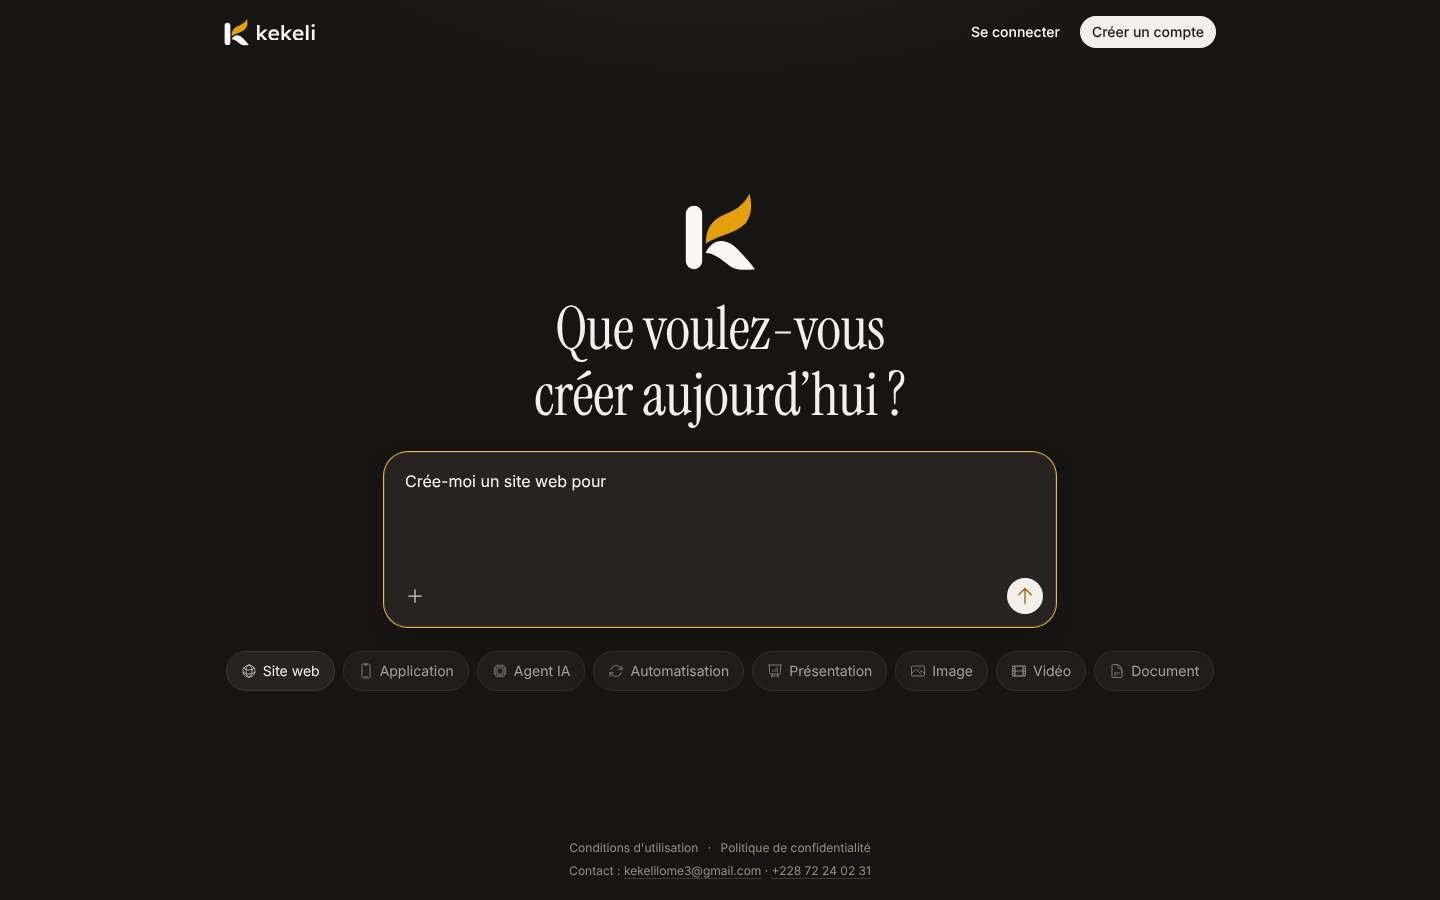 kekeli
Se connecter
Créer un compte
Que voulez-vous
créer aujourd’hui ?
Crée-moi un site web pour
Site web
Application
Agent IA
Automatisation
Présentation
Image
Vidéo
Document
Conditions d'utilisation · Politique de confidentialité
Contact : kekelilome3@gmail.com · +228 72 24 02 31